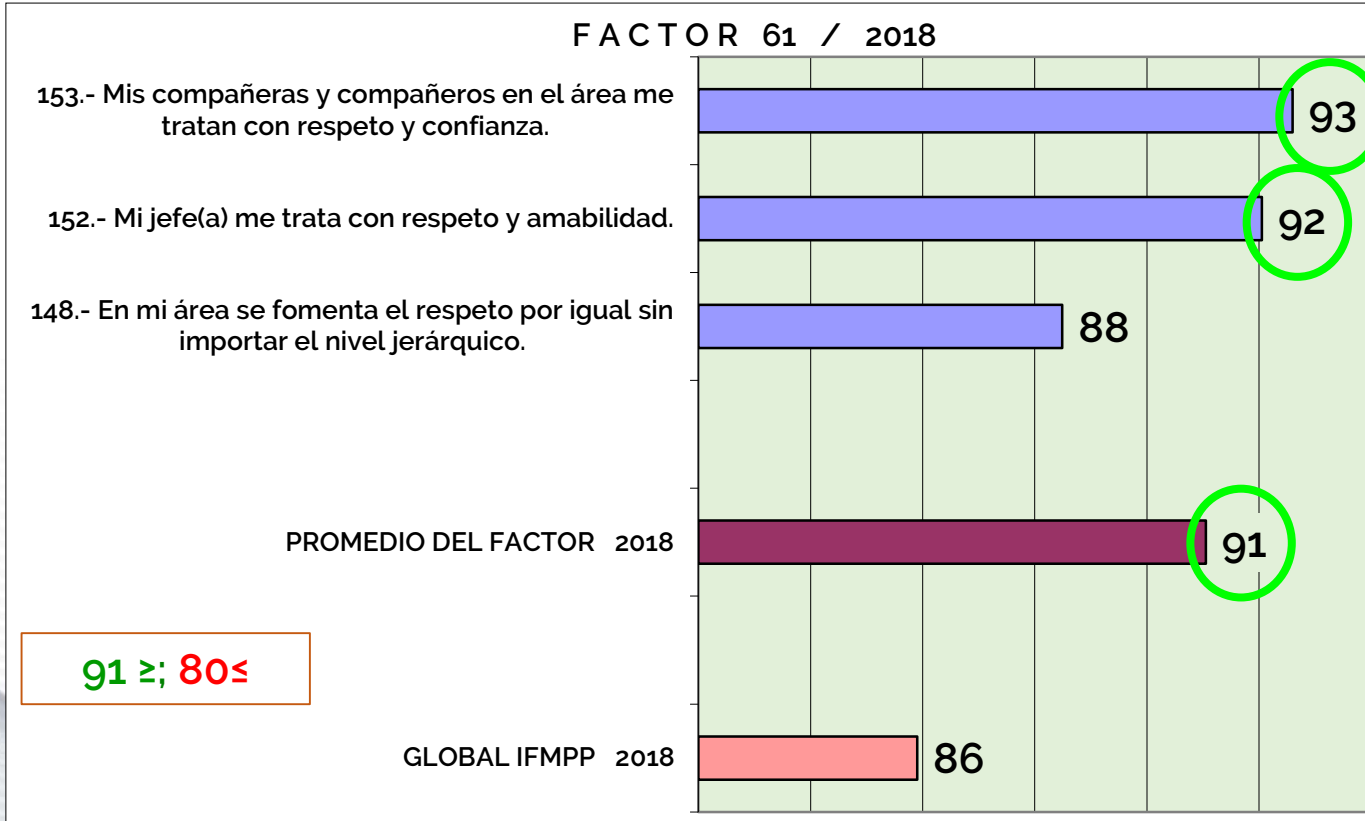 FACTOR 61 / 2018
153.- Mis compañeras y compañeros en el área me
tratan con respeto y confianza.
93
152.- Mi jefe(a) me trata con respeto y amabilidad.
92
148.- En mi área se fomenta el respeto por igual sin
importar el nivel jerárquico.
88
PROMEDIO DEL FACTOR 2018
91
91 ≥; 80≤
GLOBAL IFMPP 2018
86